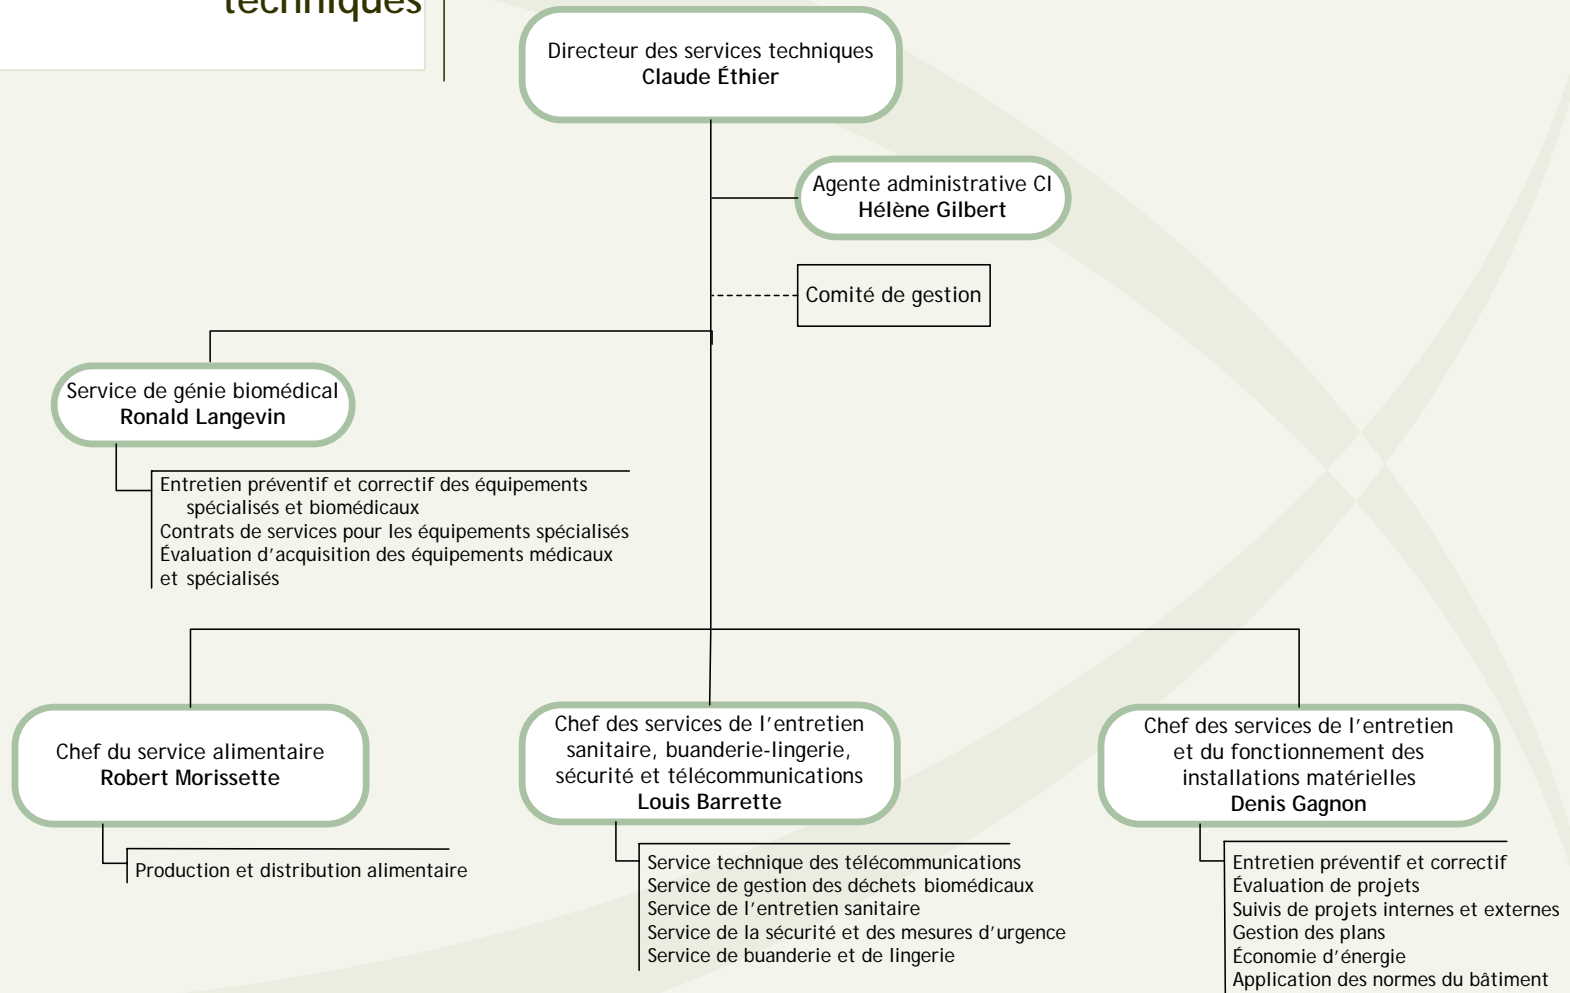 techniques
Directeur des services techniques
Claude Éthier
Agente administrative CI
Hélène Gilbert
Comité de gestion
Service de génie biomédical
Ronald Langevin
Entretien préventif et correctif des équipements
spécialisés et biomédicaux
Contrats de services pour les équipements spécialisés
Évaluation d'acquisition des équipements médicaux
et spécialisés
Chef du service alimentaire
Robert Morissette
Production et distribution alimentaire
Chef des services de l'entretien
sanitaire, buanderie-lingerie,
sécurité et télécommunications
Louis Barrette
Service technique des télécommunications
Service de gestion des déchets biomédicaux
Service de l'entretien sanitaire
Service de la sécurité et des mesures d'urgence
Service de buanderie et de lingerie
Chef des services de l'entretien
et du fonctionnement des
installations matérielles
Denis Gagnon
Entretien préventif et correctif
Évaluation de projets
Suivis de projets internes et externes
Gestion des plans
Économie d'énergie
Application des normes du bâtiment